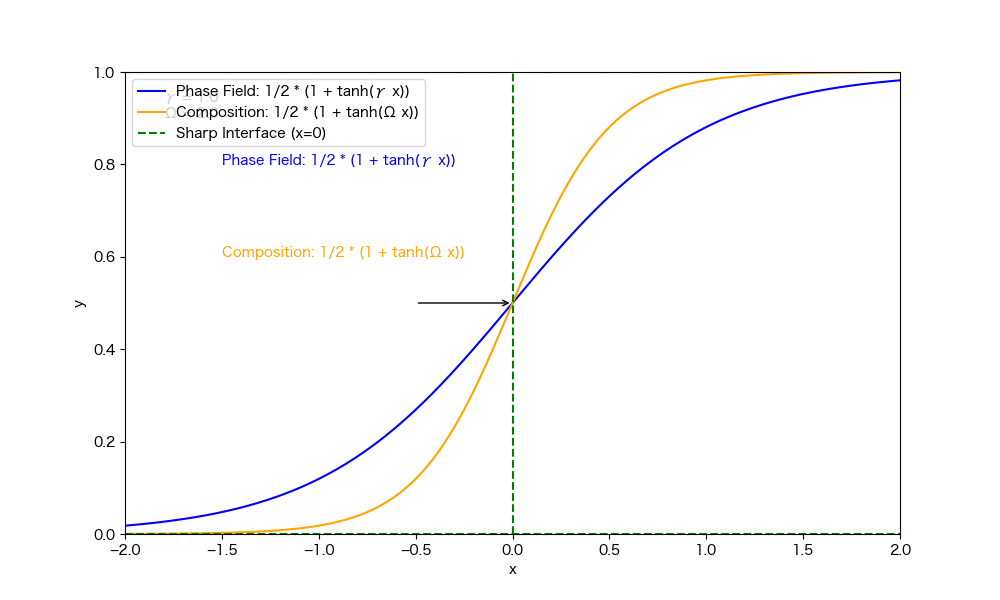 1.0
Phase Field: 1/2 * (1 + tanh(γ x))
Composition: 1/2 * (1 + tanh(Ω x))
Sharp Interface (x=0)
Phase Field: 1/2 * (1 + tanh(γ x))
0.8
Composition: 1/2 * (1 + tanh(Ω x))
0.6
y
0.4
0.2
0.0
−2.0 −1.5 −1.0 −0.5 0.0 0.5 1.0 1.5 2.0
x